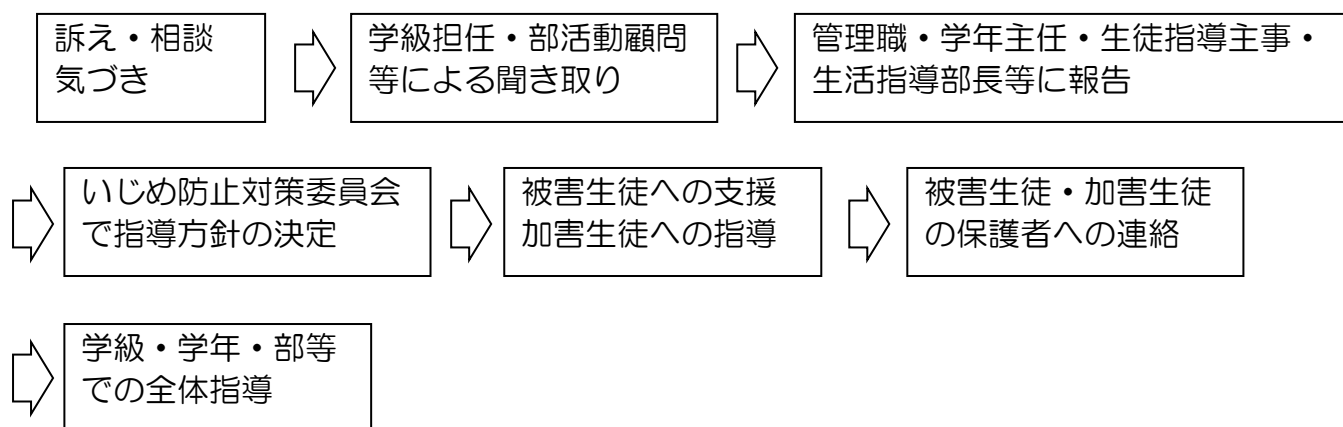 訴え・相談
気づき
学級担任・部活動顧問
等による聞き取り
管理職・学年主任・生徒指導主事・
生活指導部長等に報告
いじめ防止対策委員会
で指導方針の決定
被害生徒への支援
加害生徒への指導
被害生徒・加害生徒
の保護者への連絡
学級・学年・部等
での全体指導